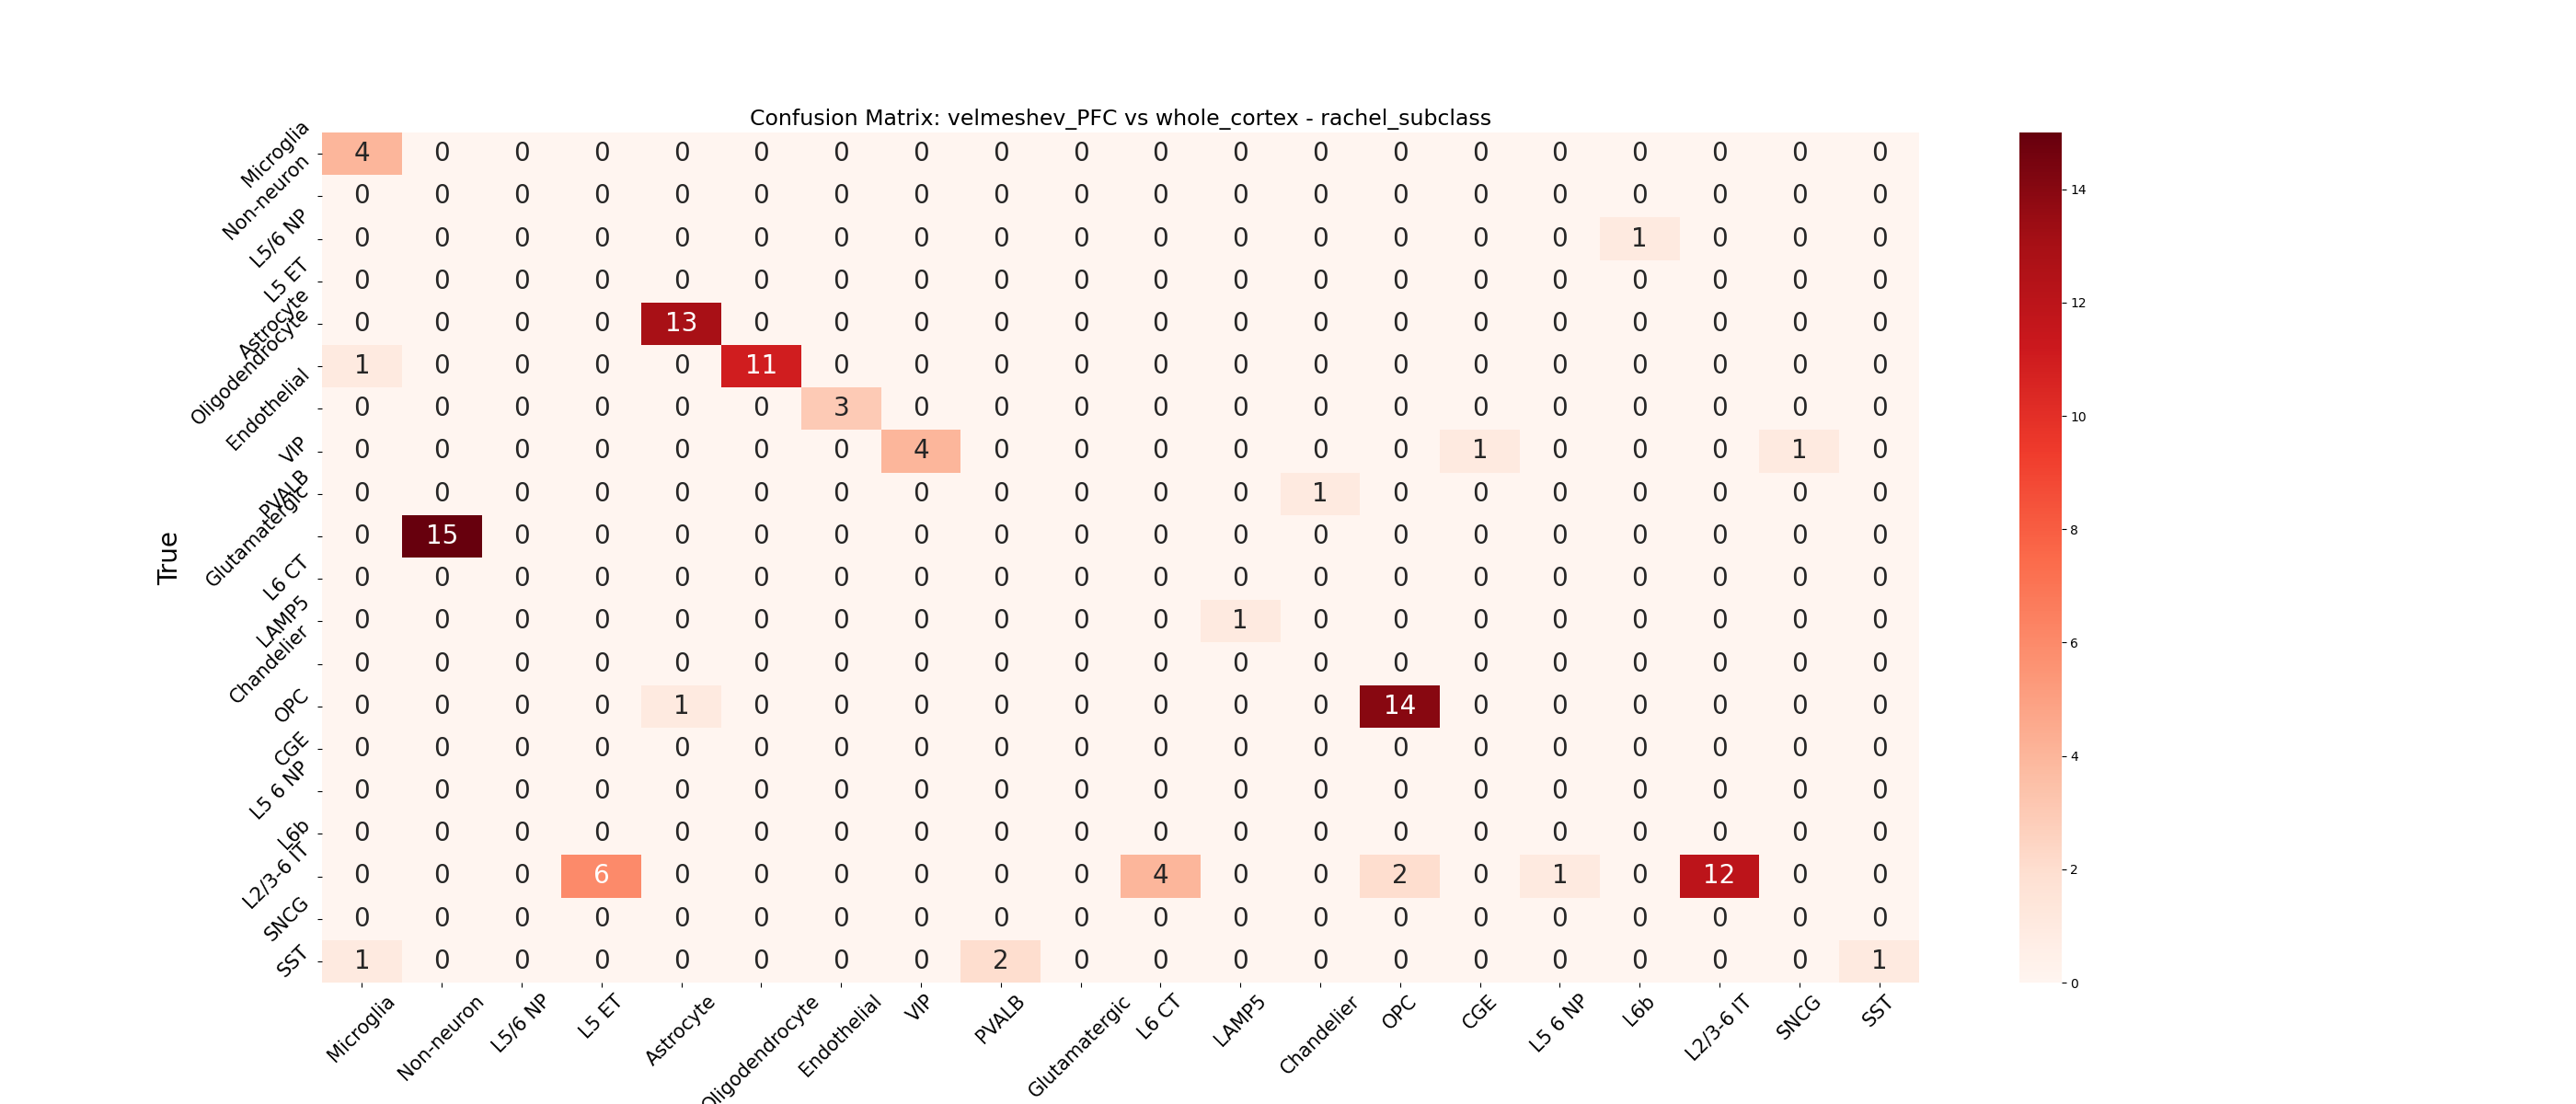 Confusion Matrix: velmeshev_PFC vs whole_cortex - rachel_subclass
True
Microglia 4 0 0 0 0 0 0 0 0 0 0 0 0 0 0 0 0 0 0 0
Non-neuron 0 0 0 0 0 0 0 0 0 0 0 0 0 0 0 0 0 0 0 0
L5/6 NP 0 0 0 0 0 0 0 0 0 0 0 0 0 0 0 0 1 0 0 0
L5 ET 0 0 0 0 0 0 0 0 0 0 0 0 0 0 0 0 0 0 0 0
Astrocyte 0 0 0 0 13 0 0 0 0 0 0 0 0 0 0 0 0 0 0 0
Oligodendrocyte 1 0 0 0 0 11 0 0 0 0 0 0 0 0 0 0 0 0 0 0
Endothelial 0 0 0 0 0 0 3 0 0 0 0 0 0 0 0 0 0 0 0 0
VIP 0 0 0 0 0 0 0 4 0 0 0 0 0 0 1 0 0 0 1 0
PVALB 0 0 0 0 0 0 0 0 0 0 0 0 1 0 0 0 0 0 0 0
Glutamatergic 0 15 0 0 0 0 0 0 0 0 0 0 0 0 0 0 0 0 0 0
L6 CT 0 0 0 0 0 0 0 0 0 0 0 0 0 0 0 0 0 0 0 0
LAMP5 0 0 0 0 0 0 0 0 0 0 0 1 0 0 0 0 0 0 0 0
Chandelier 0 0 0 0 0 0 0 0 0 0 0 0 0 0 0 0 0 0 0 0
OPC 0 0 0 0 1 0 0 0 0 0 0 0 0 14 0 0 0 0 0 0
CGE 0 0 0 0 0 0 0 0 0 0 0 0 0 0 0 0 0 0 0 0
L5 6 NP 0 0 0 0 0 0 0 0 0 0 0 0 0 0 0 0 0 0 0 0
L6b 0 0 0 0 0 0 0 0 0 0 0 0 0 0 0 0 0 0 0 0
L2/3-6 IT 0 0 0 6 0 0 0 0 0 0 4 0 0 2 0 1 0 12 0 0
SNCG 0 0 0 0 0 0 0 0 0 0 0 0 0 0 0 0 0 0 0 0
SST 1 0 0 0 0 0 0 0 2 0 0 0 0 0 0 0 0 0 0 1
Microglia Non-neuron L5/6 NP L5 ET Astrocyte Oligodendrocyte Endothelial VIP PVALB Glutamatergic L6 CT LAMP5 Chandelier OPC CGE L5 6 NP L6b L2/3-6 IT SNCG SST
14
12
10
8
6
4
2
0